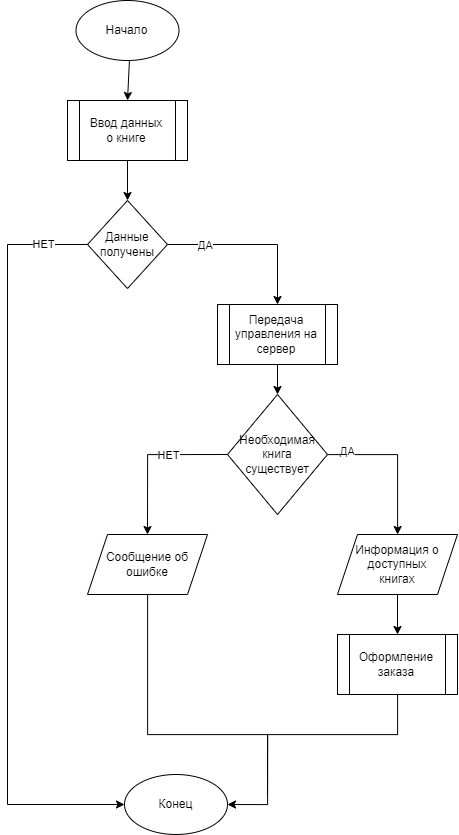 Начало
Ввод данных
о книге
Данные
получены
НЕТ
ДА
Передача
управления на
сервер
Необходимая
книга
существует
НЕТ
ДА
Сообщение об
ошибке
Информация о
доступных
книгах
Оформление
заказа
Конец